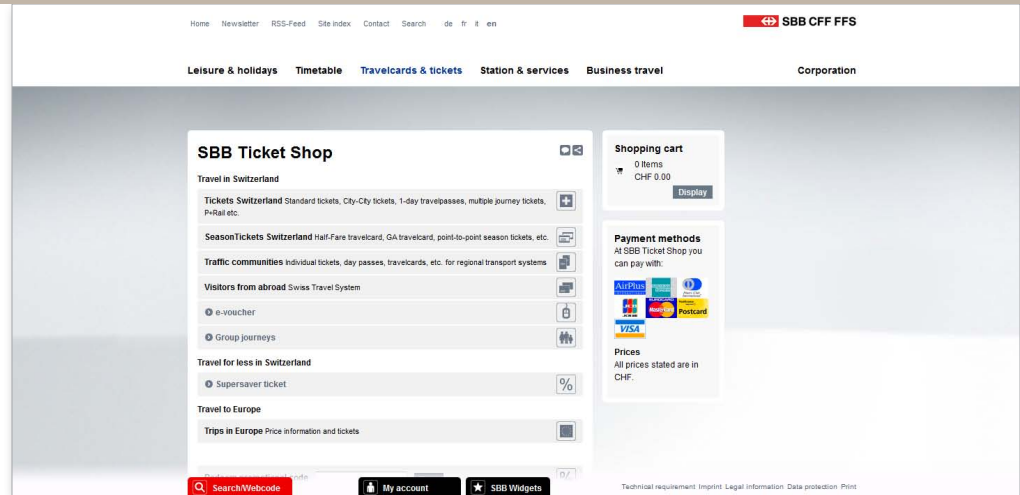 Home Newsletter RSS-Feed Site index Contact Search de fr it en
SBB CFF FFS
Leisure & holidays Timetable Travelcards & tickets Station & services Business travel Corporation
SBB Ticket Shop
Travel in Switzerland
Tickets Switzerland Standard tickets, City-City tickets, 1-day travelpasses, multiple journey tickets,
P+Rail etc.
SeasonTickets Switzerland Half-Fare travelcard, GA travelcard, point-to-point season tickets, etc.
Traffic communities Individual tickets, day passes, travelcards, etc. for regional transport systems
Visitors from abroad Swiss Travel System
e-voucher
Group journeys
Travel for less in Switzerland
Supersaver ticket
%
Travel to Europe
Trips in Europe Price information and tickets
Redeem promotional code
Shopping cart
0 Items
CHF 0.00
Display
Payment methods
At SBB Ticket Shop you
can pay with:
AirPlus
JCB MasterCard Postcard
VISA
Prices
All prices stated are in
CHF.
Search/Webcode My account SBB Widgets
Technical requirement Imprint Legal information Data protection Print